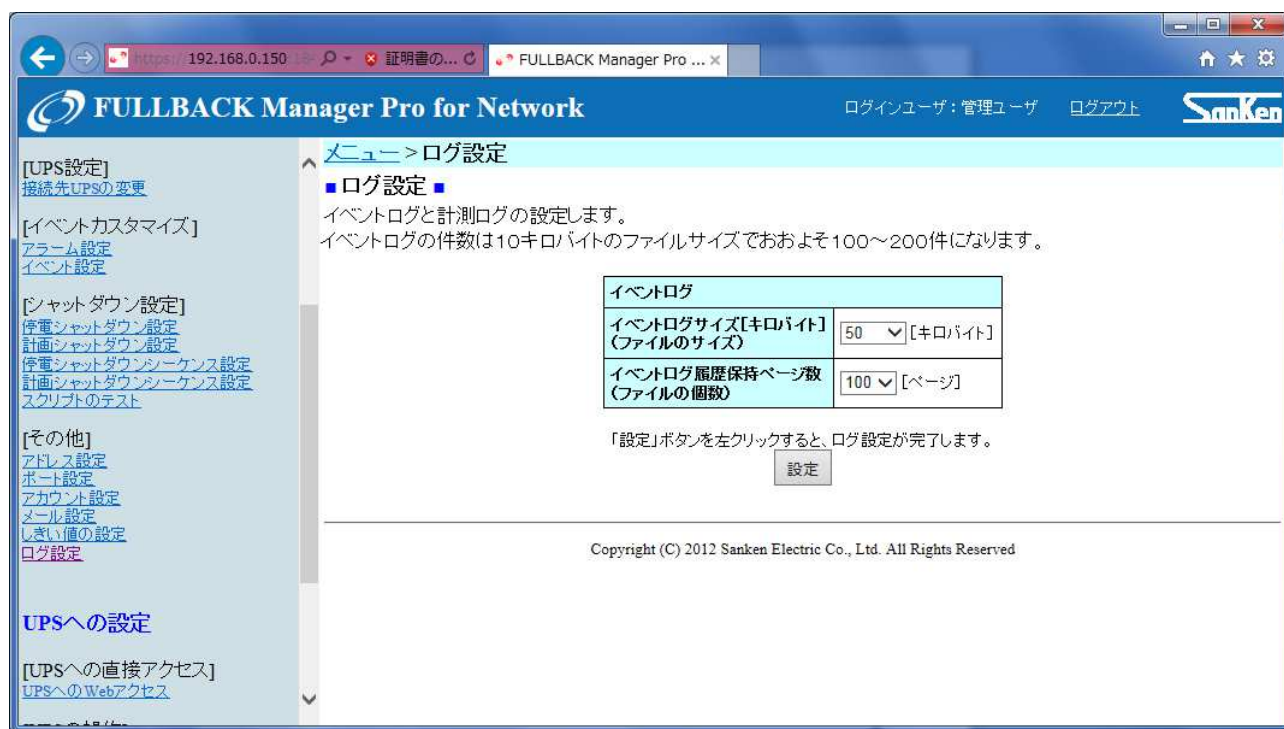 https://192.168.0.150
証明書の...
FULLBACK Manager Pro ...
FULLBACK Manager Pro for Network
ログインユーザ:管理ユーザ
ログアウト
SanKen
[UPS設定]
接続先UPSの変更
[イベントカスタマイズ]
アラーム設定
イベント設定
[シャットダウン設定]
停電シャットダウン設定
計画シャットダウン設定
停電シャットダウンシーケンス設定
計画シャットダウンシーケンス設定
スクリプトのテスト
[その他]
アドレス設定
ポート設定
アカウント設定
メール設定
しきい値の設定
ログ設定
UPSへの設定
[UPSへの直接アクセス]
UPSへのWebアクセス
メニュー>ログ設定
■ログ設定■
イベントログと計測ログの設定します。
イベントログの件数は10キロバイトのファイルサイズでおおよそ100~200件になります。
イベントログ
イベントログサイズ[キロバイト]
(ファイルのサイズ)
50 [キロバイト]
イベントログ履歴保持ページ数
(ファイルの個数)
100 [ページ]
「設定」ボタンを左クリックすると、ログ設定が完了します。
設定
Copyright (C) 2012 Sanken Electric Co., Ltd. All Rights Reserved